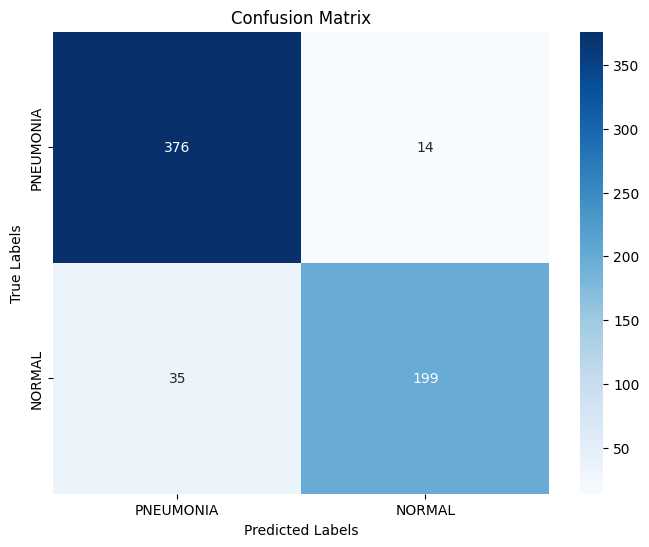 Confusion Matrix
True Labels
PNEUMONIA
376
14
NORMAL
35
199
PNEUMONIA
NORMAL
Predicted Labels
350
300
250
200
150
100
50